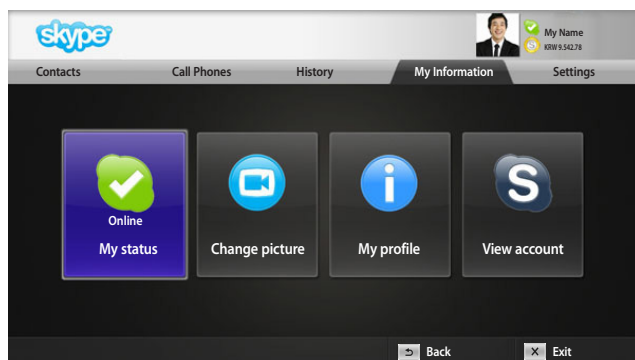 skype
My Name
S KRW 9.542.78
Contacts Call Phones History My Information Settings
Online
My status Change picture My profile View account
S
Back X Exit